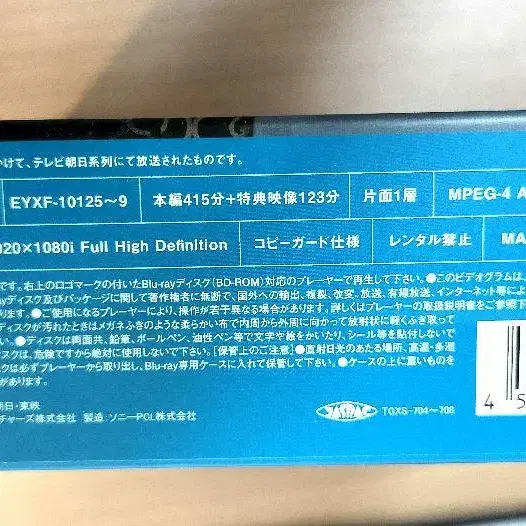 かけて、テレビ朝日系列にて放送されたものです。
EYXF-10125〜9 本編415分+特典映像123分 片面1層 MPEG-4 A
920×1080i Full High Definition コピーガード仕様 レンタル禁止 MA
です。右上のロゴマークの付いたBlu-rayディスク(BD-ROM)対応のプレーヤーで再生して下さい。●このビデオグラムは、
ayディスク及びパッケージに関して著作権者に無断で、国外への輸出、複製、改変、放送、有線放送、インターネット等によ
ります。●ご使用になるプレーヤーにより、操作が若干異なる場合があります。詳しくはプレーヤーの取扱説明書をご参照下
ディスクが汚れたときはメガネふきのような柔らかい布で内周から外周に向かって放射状に軽くふき取って
●ディスクは両面共、鉛筆、ボールペン、油性ペン等で文字や絵をかいたり、シール等を貼付しないで
スクは、危険ですから絶対に使用しないで下さい。[保管上のご注意]●直射日光のあたる場所、高温・多湿
クは必ずプレーヤーから取り出し、Blu-ray専用ケースに入れて保管して下さい。●ケースの上に重いものを
があります。
朝日・東映
チャーズ株式会社 製造：ソニーPCL株式会社
TGXS-704〜708
4 5